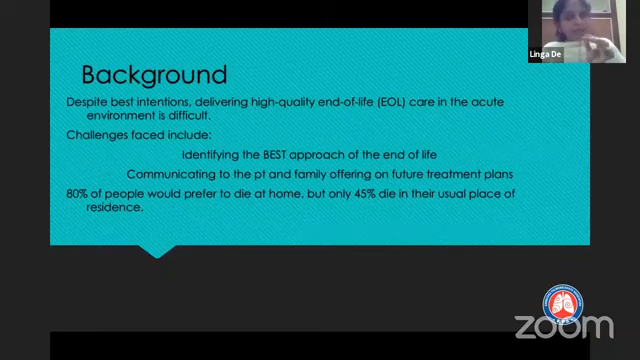 Linga De
Background
Despite best intentions, delivering high-quality end-of-life (EOL) care in the acute
environment is difficult.
Challenges faced include:
Identifying the BEST approach of the end of life
Communicating to the pt and family offering on future treatment plans
80% of people would prefer to die at home, but only 45% die in their usual place of
residence.
zoom